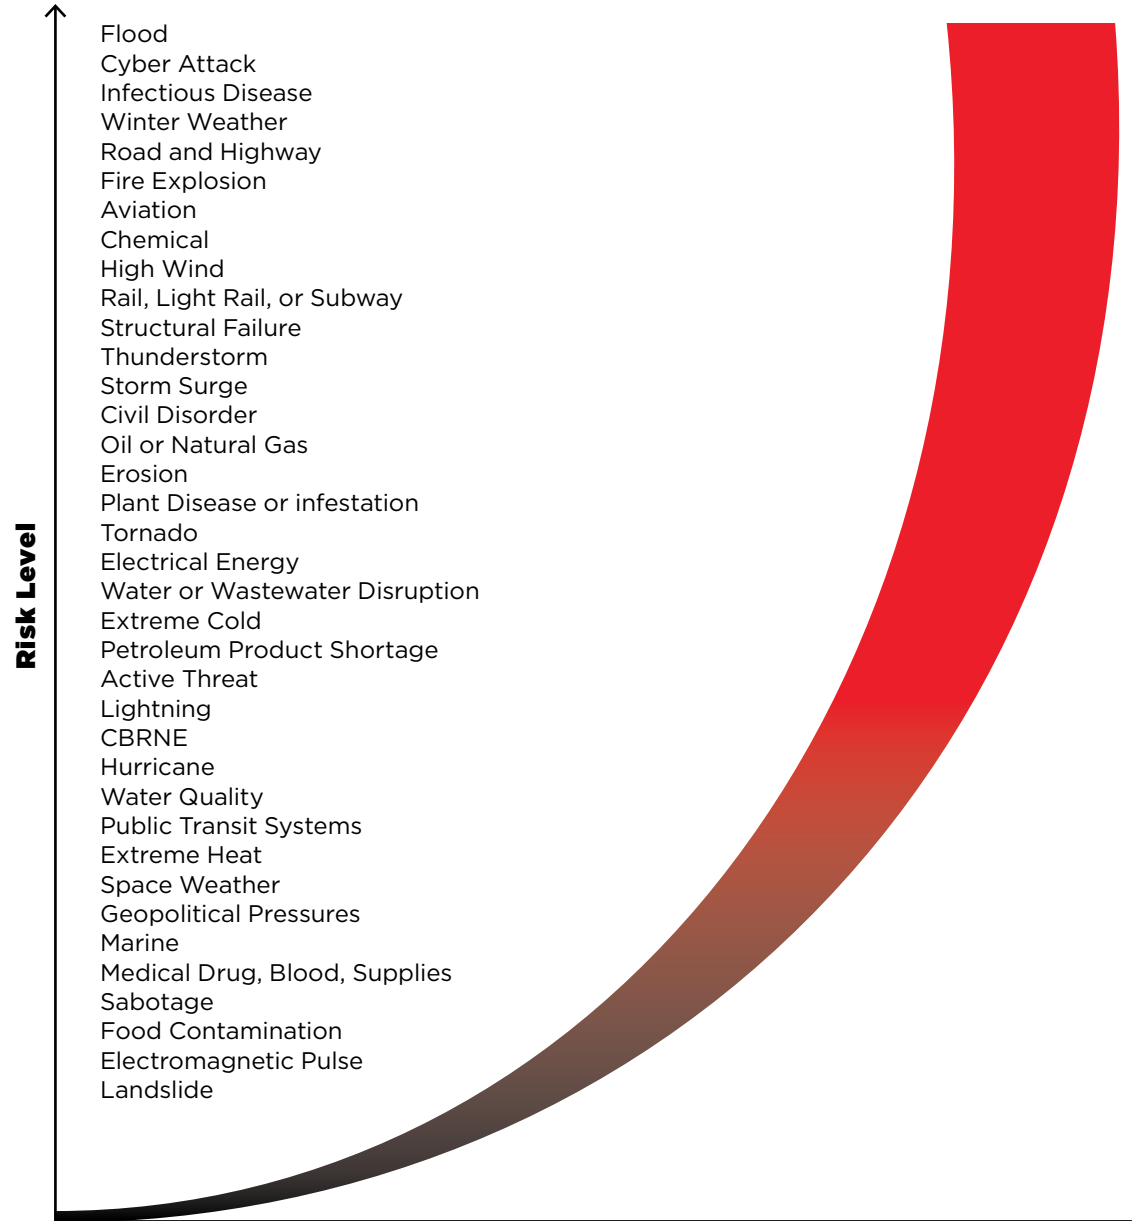 Flood
Cyber Attack
Infectious Disease
Winter Weather
Road and Highway
Fire Explosion
Aviation
Chemical
High Wind
Rail, Light Rail, or Subway
Structural Failure
Thunderstorm
Storm Surge
Civil Disorder
Oil or Natural Gas
Erosion
Plant Disease or infestation
Tornado
Electrical Energy
Water or Wastewater Disruption
Extreme Cold
Petroleum Product Shortage
Active Threat
Lightning
CBRNE
Hurricane
Water Quality
Public Transit Systems
Extreme Heat
Space Weather
Geopolitical Pressures
Marine
Medical Drug, Blood, Supplies
Sabotage
Food Contamination
Electromagnetic Pulse
Landslide
Risk Level